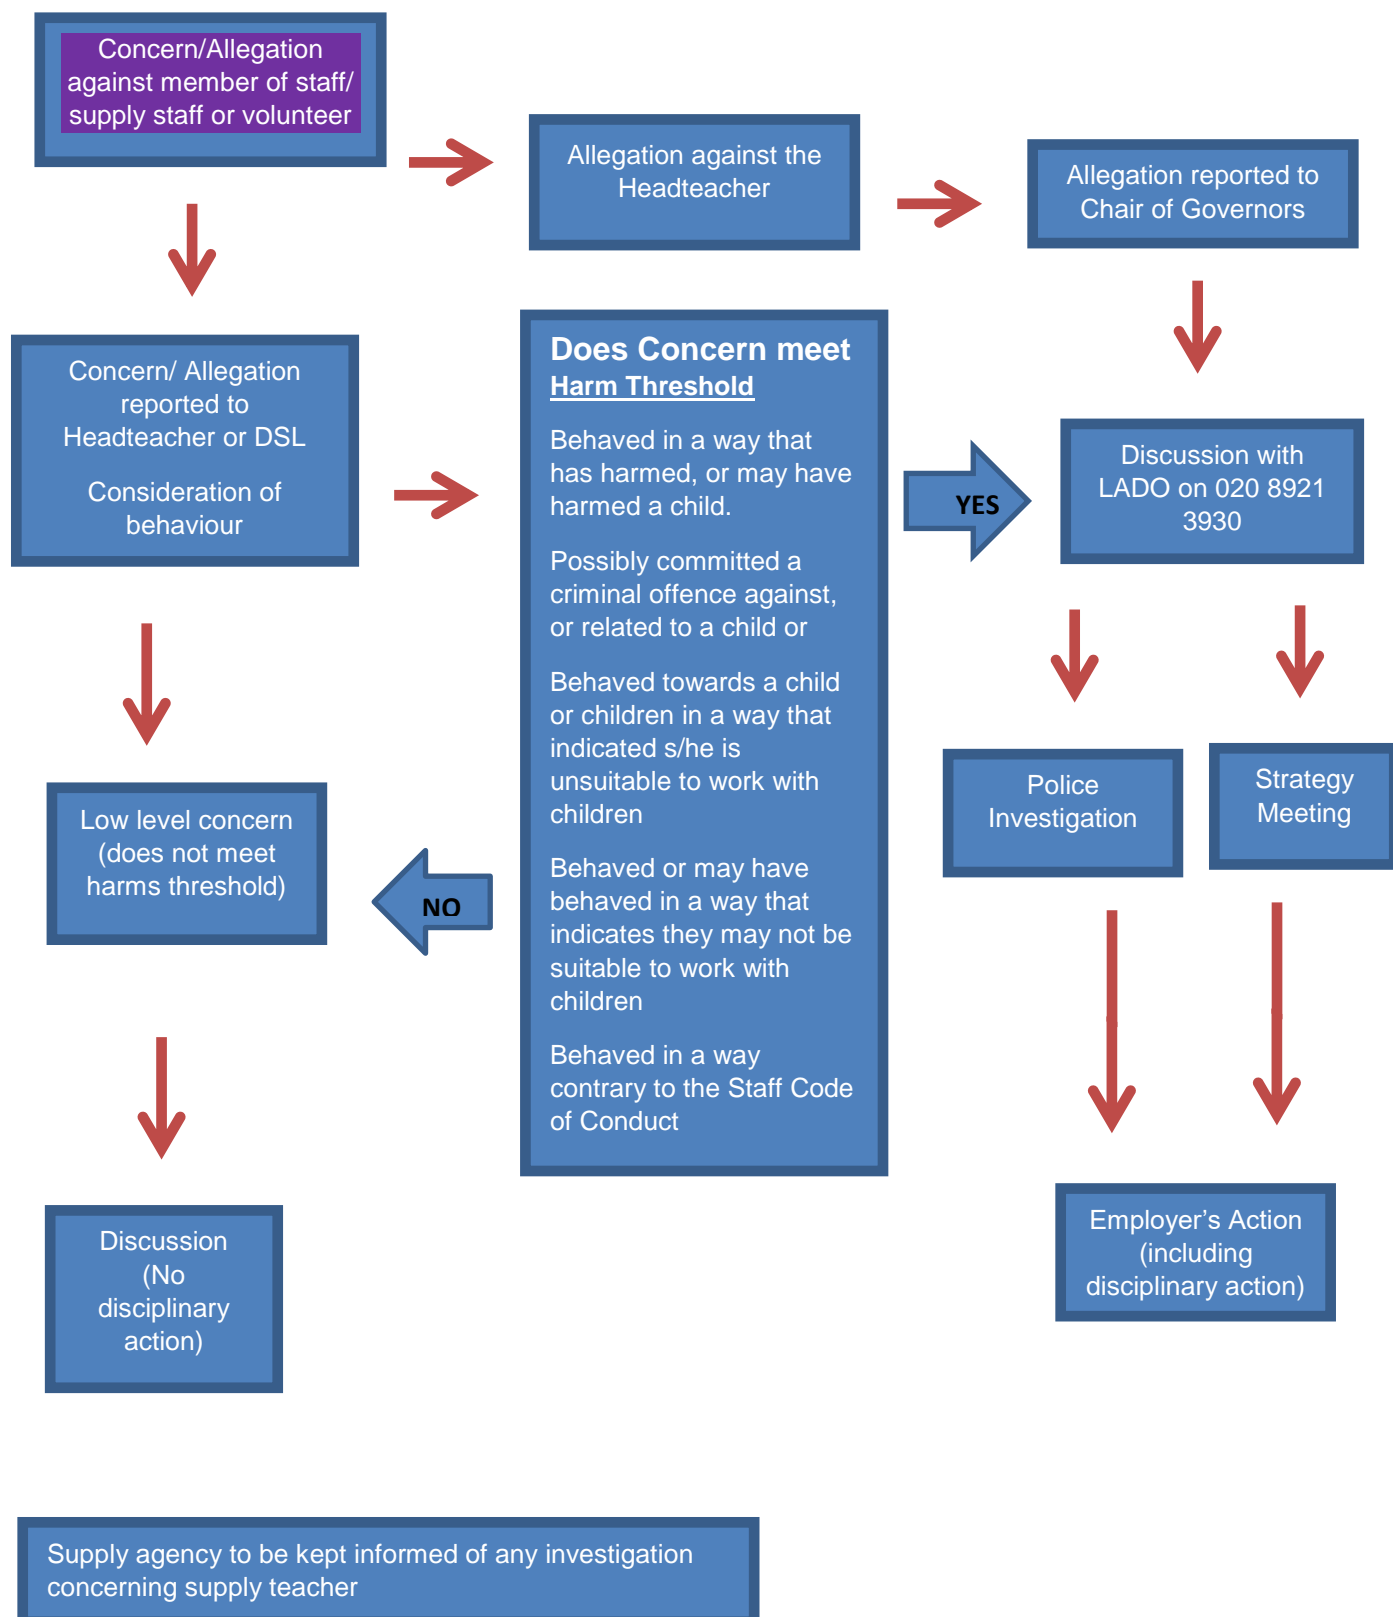 Concern/Allegation
against member of staff/
supply staff or volunteer
Allegation against the
Headteacher
Allegation reported to
Chair of Governors
Concern/ Allegation
reported to
Headteacher or DSL
Consideration of
behaviour
Does Concern meet
Harm Threshold
Behaved in a way that
has harmed, or may have
harmed a child.
Possibly committed a
criminal offence against,
or related to a child or
Behaved towards a child
or children in a way that
indicated s/he is
unsuitable to work with
children
Behaved or may have
behaved in a way that
indicates they may not be
suitable to work with
children
Behaved in a way
contrary to the Staff Code
of Conduct
YES
Discussion with
LADO on 020 8921
3930
Police
Investigation
Strategy
Meeting
Low level concern
(does not meet
harms threshold)
NO
Discussion
(No
disciplinary
action)
Employer’s Action
(including
disciplinary action)
Supply agency to be kept informed of any investigation
concerning supply teacher